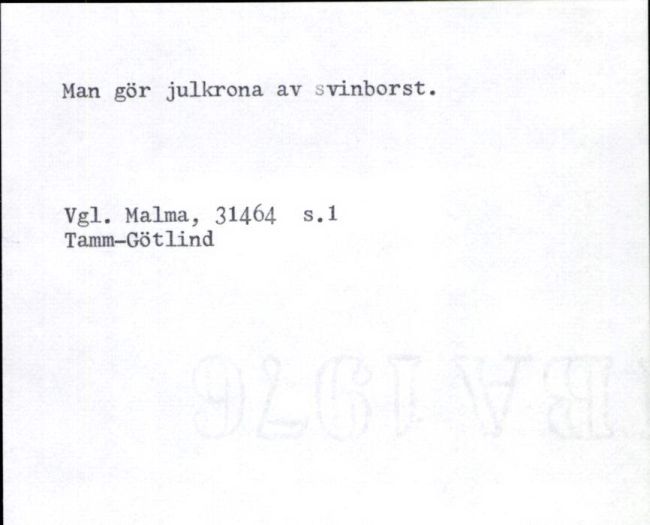 Man gör julkrona av svinborst.
Vgl. Malma, 31464 s.1
Tamm-Götlind